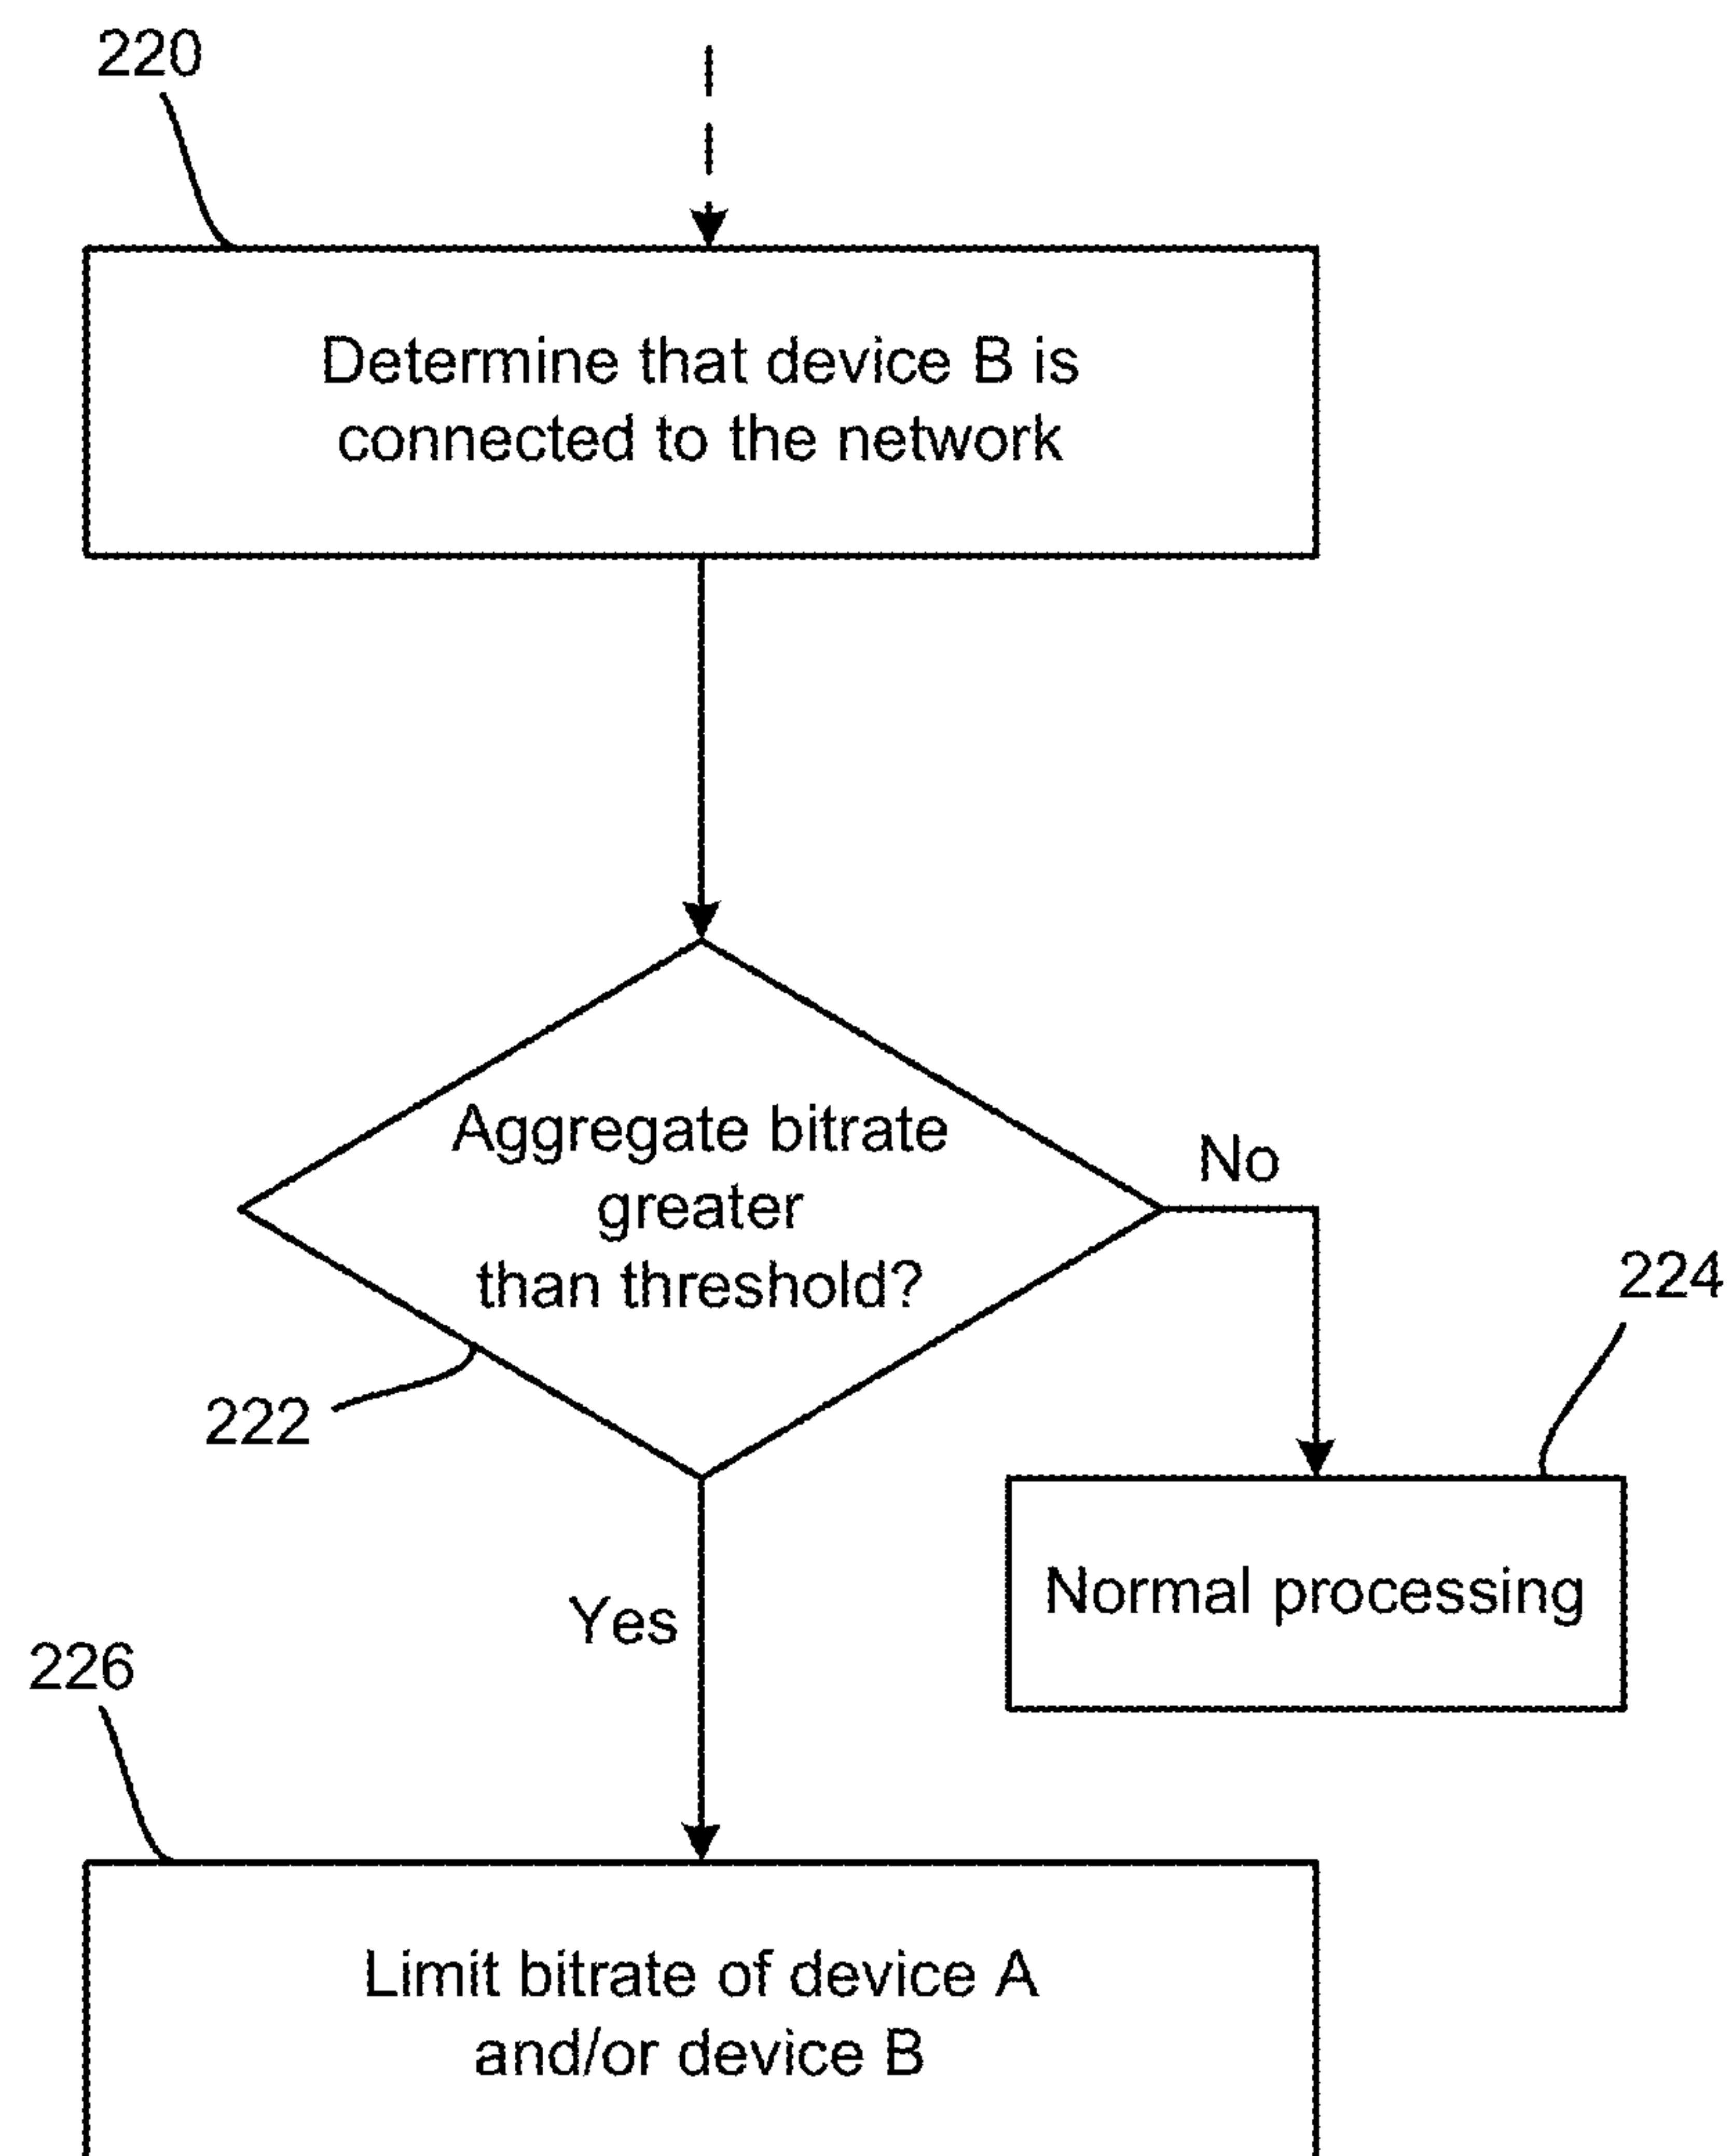 220
Determine that device B is
connected to the network
Aggregate bitrate
greater
than threshold?
No
224
222
Normal processing
Yes
226
Limit bitrate of device A
and/or device B